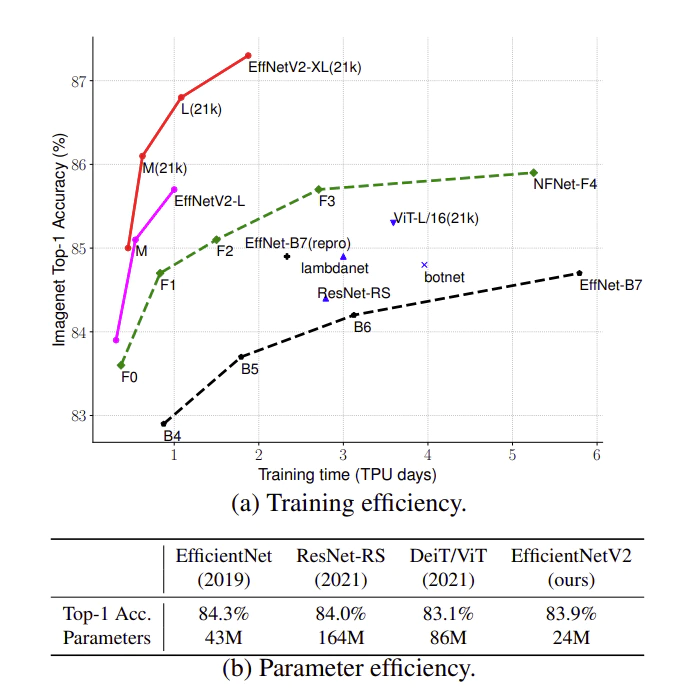 87
86
85
84
83
Imagenet Top-1 Accuracy (%)
EffNetV2-XL(21k)
L(21k)
M(21k)
EffNetV2-L
NFNet-F4
F3
ViT-L/16(21k)
EffNet-B7(repro)
F2
M
lambdanet
botnet
F1
ResNet-RS
EffNet-B7
B6
F0
B5
B4
1 2 3 4 5 6
Training time (TPU days)
(a) Training efficiency.
EfficientNet ResNet-RS DeiT/ViT EfficientNetV2
(2019) (2021) (2021) (ours)
Top-1 Acc. 84.3% 84.0% 83.1% 83.9%
Parameters 43M 164M 86M 24M
(b) Parameter efficiency.